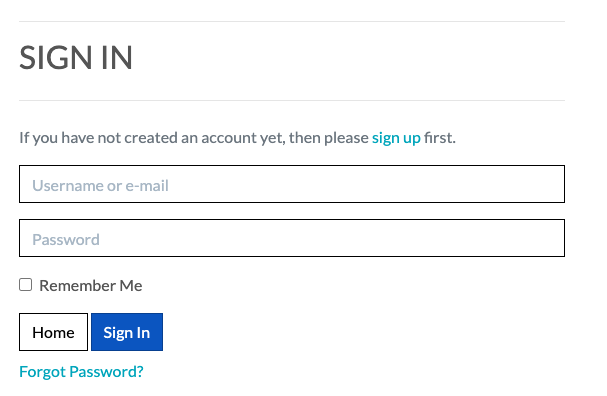 SIGN IN
If you have not created an account yet, then please sign up first.
Username or e-mail
Password
Remember Me
Home Sign In
Forgot Password?